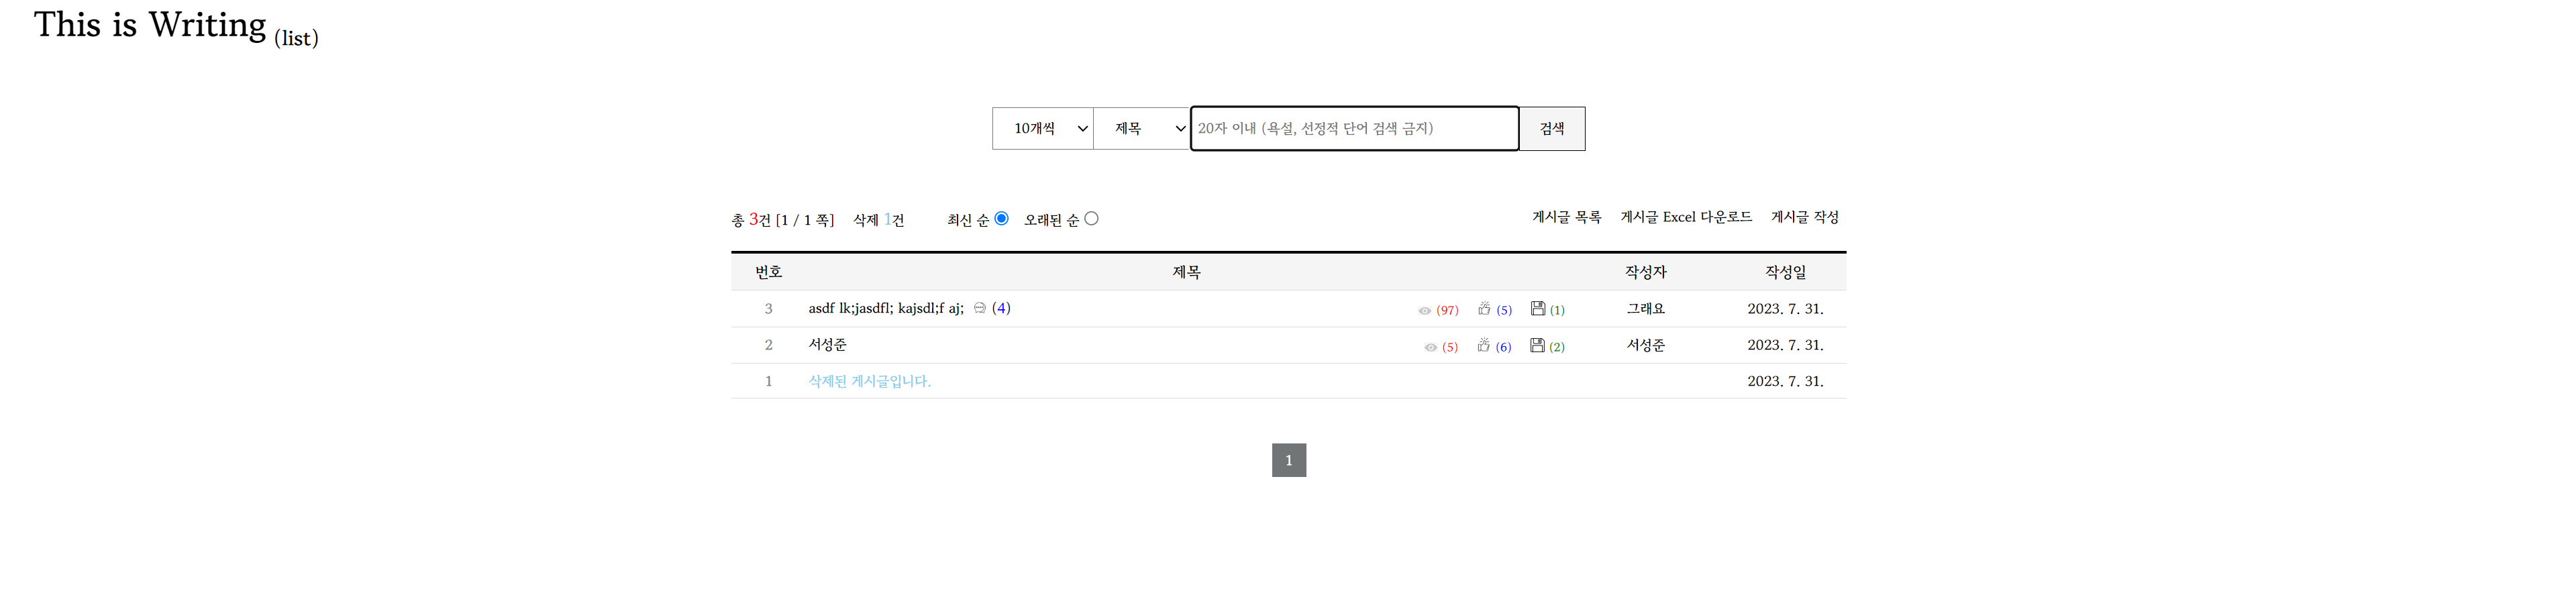 This is Writing (list)
10개씩 제목 20자 이내 (욕설, 선정적 단어 검색 금지) 검색
총 3건 [1 / 1 쪽] 삭제 1건 최신 순 오래된 순 게시글 목록 게시글 Excel 다운로드 게시글 작성
번호 제목 작성자 작성일
3 asdf lk;jasdfl; kajsdl;f aj; (4) (97) (5) (1) 그래요 2023. 7. 31.
2 서성준 (5) (6) (2) 서성준 2023. 7. 31.
1 삭제된 게시글입니다. 2023. 7. 31.
1